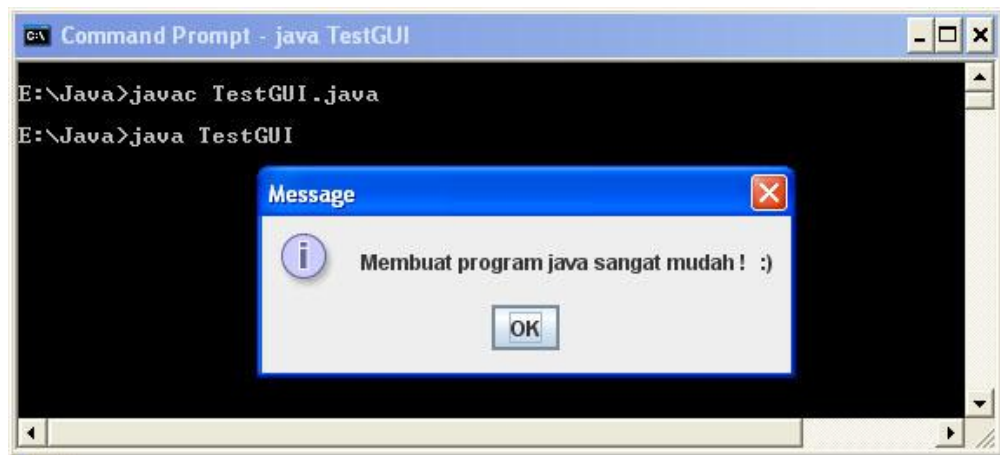 Command Prompt - java TestGUI
E:\Java>javac TestGUI.java
E:\Java>java TestGUI
Message
Membuat program java sangat mudah ! :)
OK